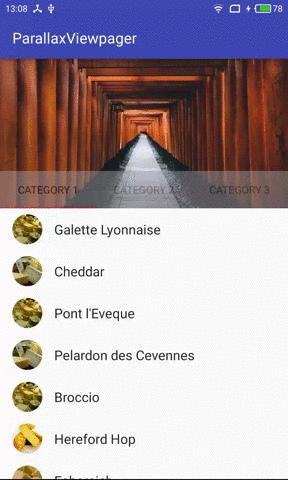 13:08 78
ParallaxViewpager
CATEGORY 1 CATEGORY 2 CATEGORY 3
Galette Lyonnaise
Cheddar
Pont l'Eveque
Pelardon des Cevennes
Broccio
Hereford Hop